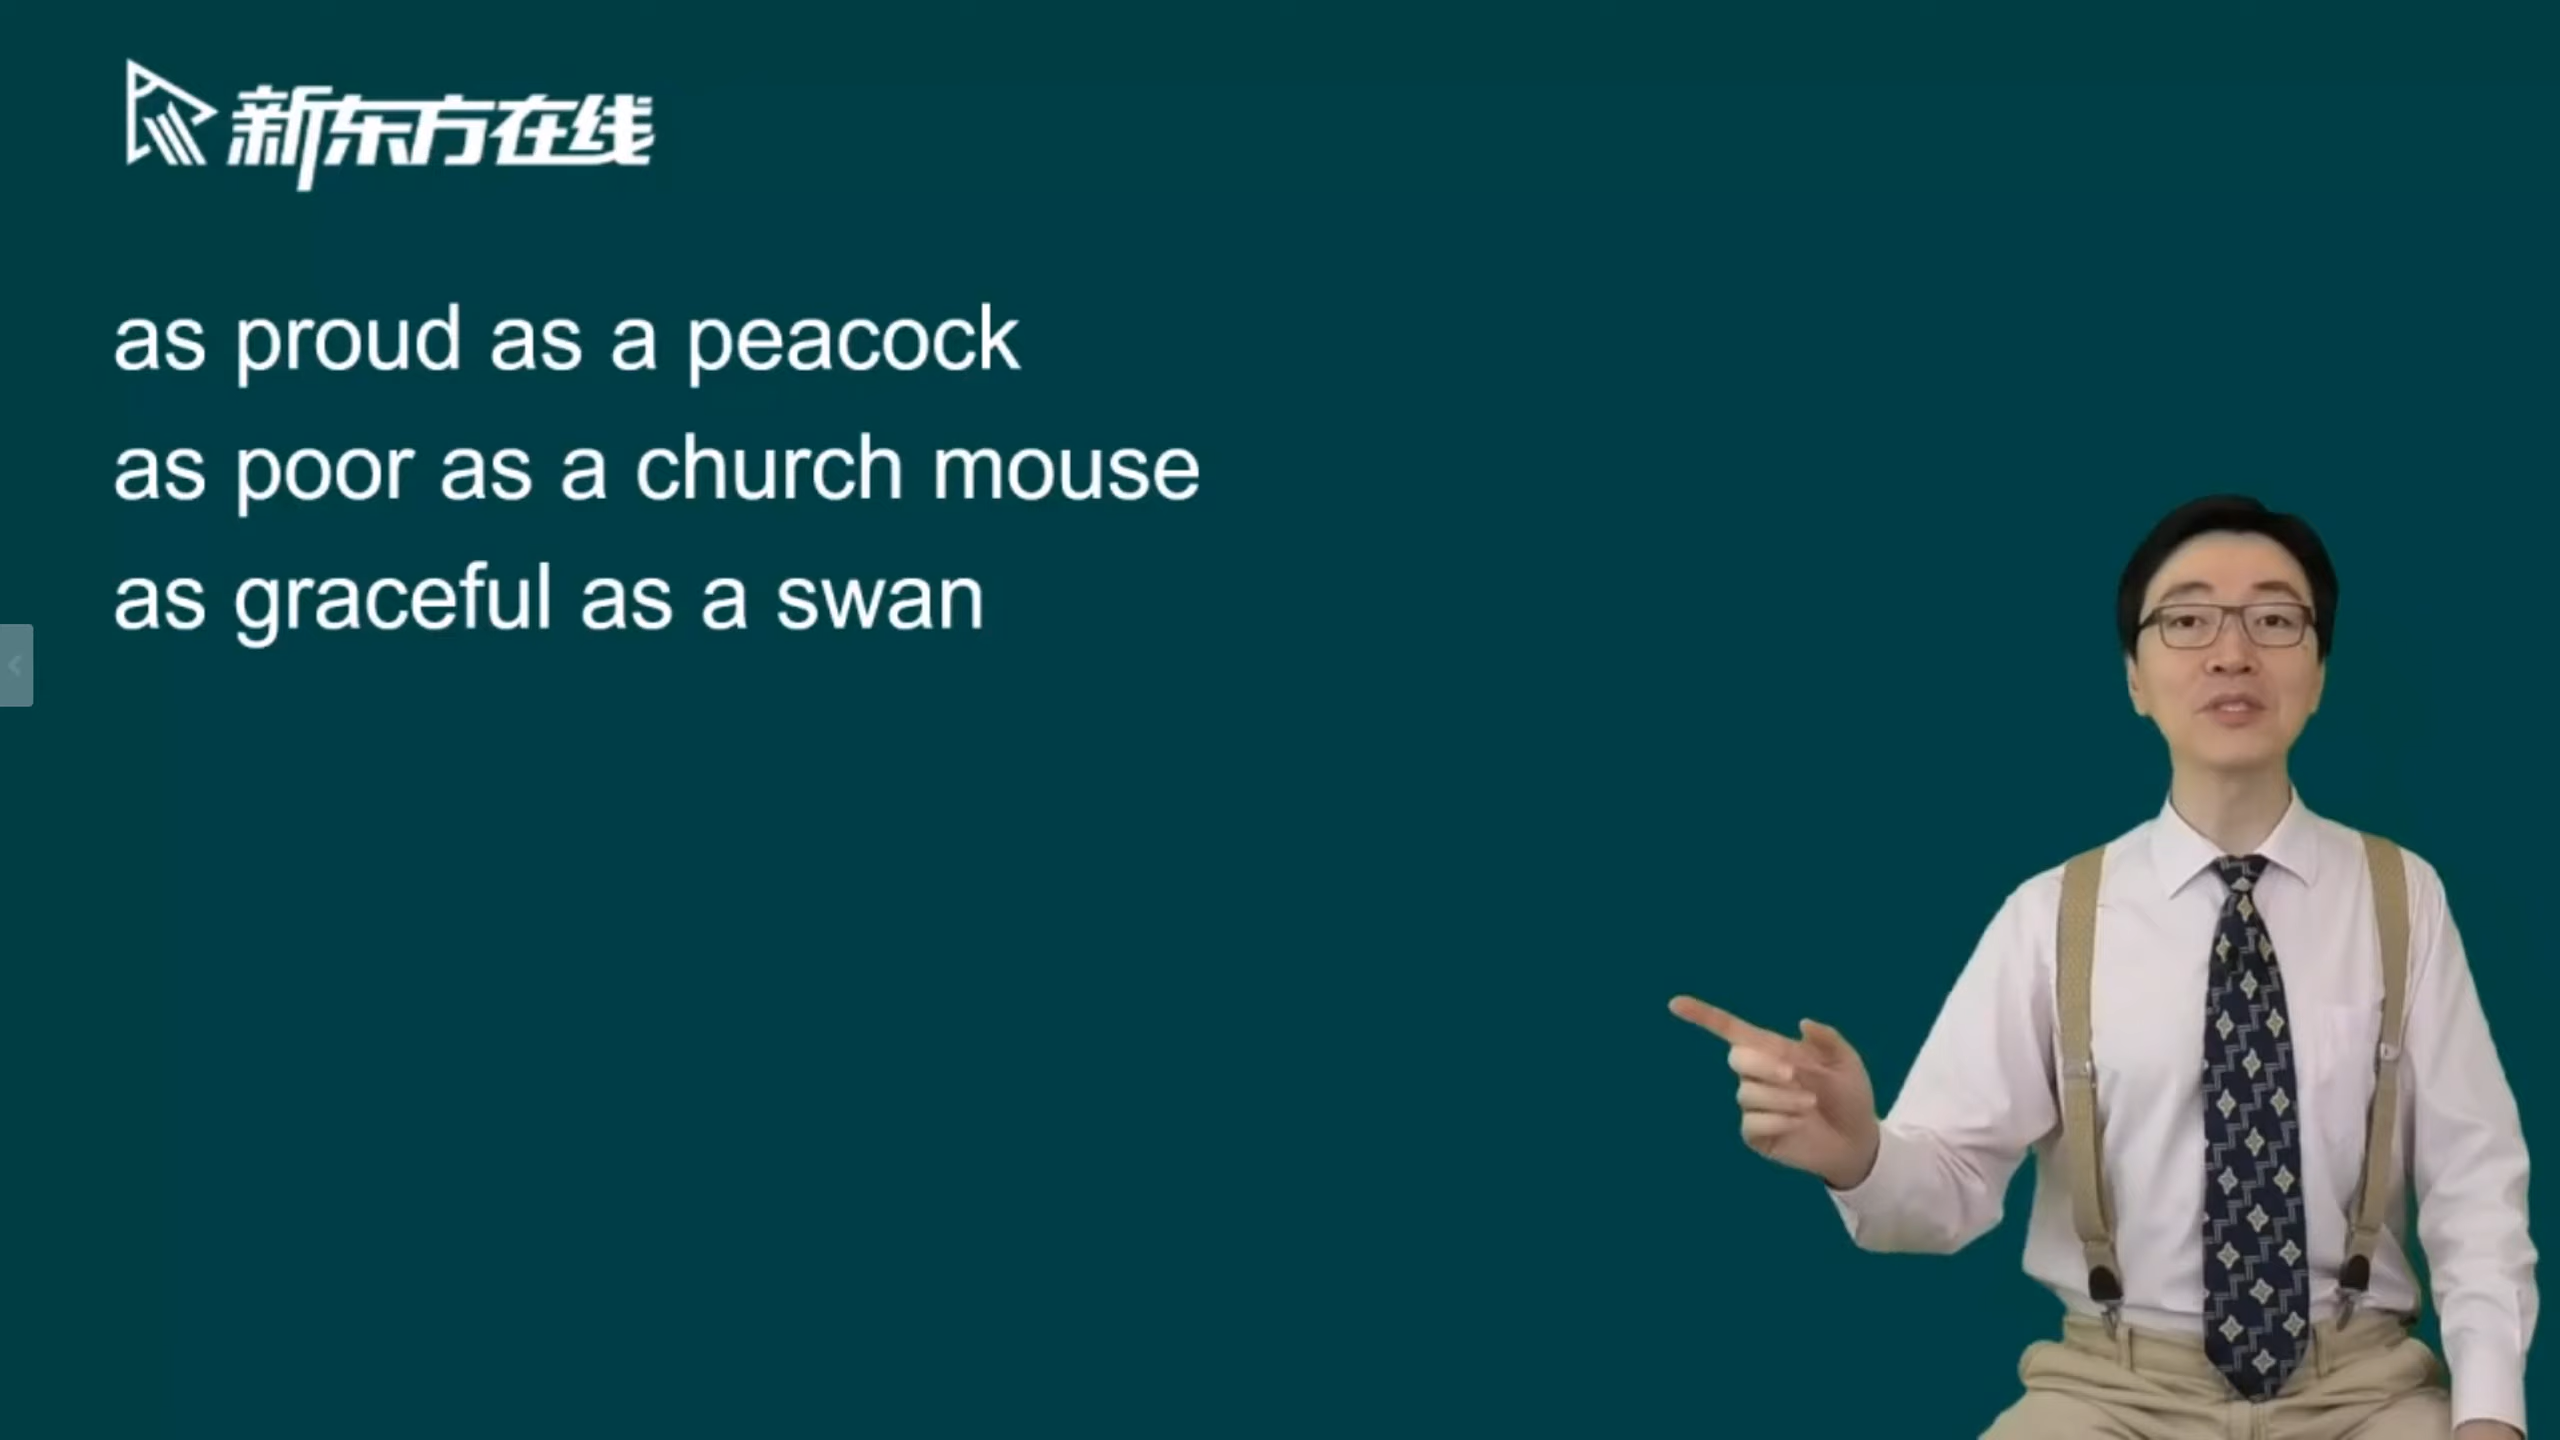 新东方在线
as proud as a peacock
as poor as a church mouse
as graceful as a swan